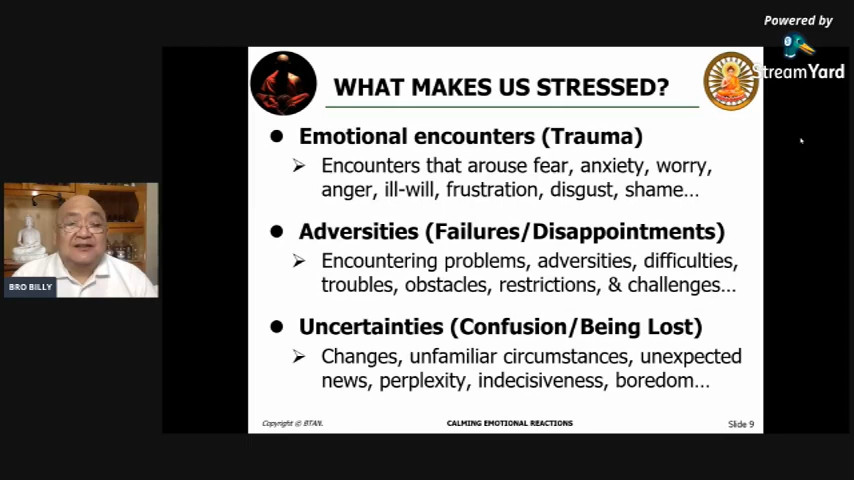 Powered by
StreamYard
WHAT MAKES US STRESSED?
● Emotional encounters (Trauma)
➢ Encounters that arouse fear, anxiety, worry,
anger, ill-will, frustration, disgust, shame...
● Adversities (Failures/Disappointments)
➢ Encountering problems, adversities, difficulties,
troubles, obstacles, restrictions, & challenges...
● Uncertainties (Confusion/Being Lost)
➢ Changes, unfamiliar circumstances, unexpected
news, perplexity, indecisiveness, boredom...
BRO BILLY
Copyright © BTAN.
CALMING EMOTIONAL REACTIONS
Slide 9